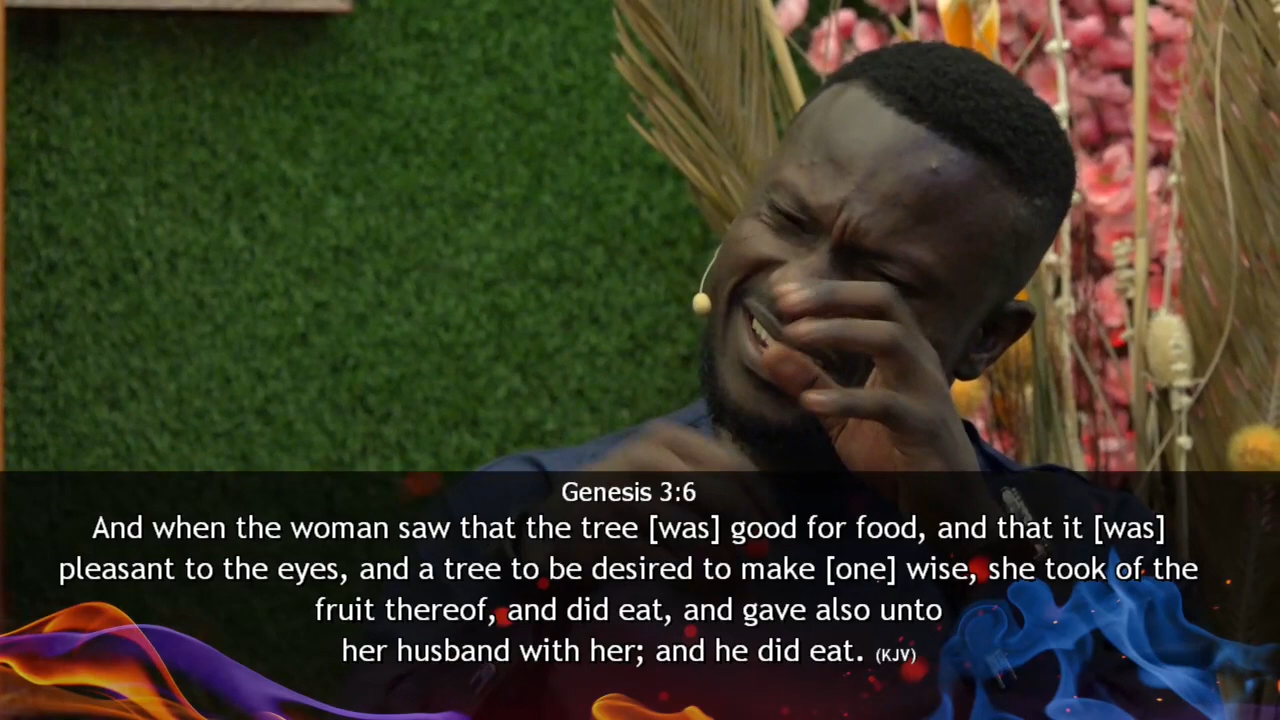 Genesis 3:6
And when the woman saw that the tree [was] good for food, and that it [was]
pleasant to the eyes, and a tree to be desired to make [one] wise, she took of the
fruit thereof, and did eat, and gave also unto
her husband with her; and he did eat. (KJV)